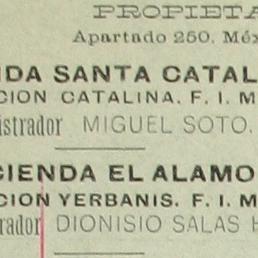 PROPIETA
Apartado 250. Méx
NDA SANTA CATAL
CION CATALINA. F. I. M
istrador MIGUEL SOTO.
CIENDA EL ALAMO
CION YERBANIS. F. I. M
rador DIONISIO SALAS H